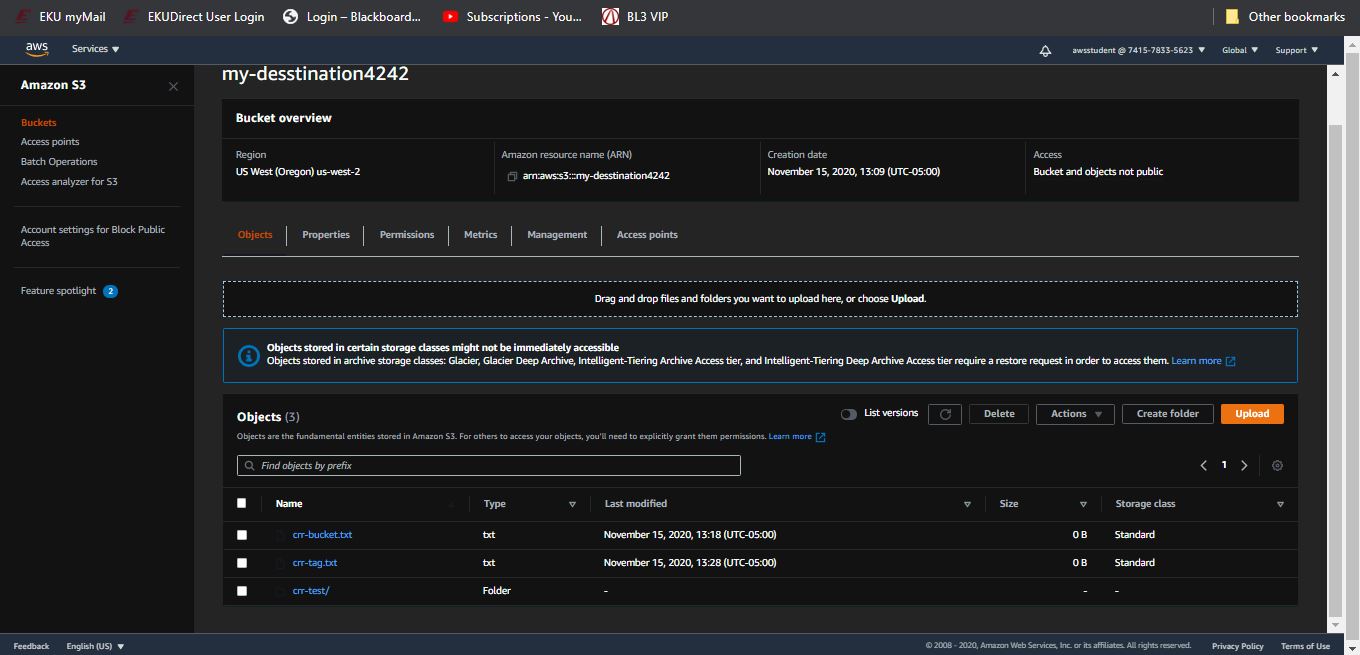 EKU myMail EKUDirect User Login Login – Blackboard... Subscriptions - You... BL3 VIP Other bookmarks
aws Services awsstudent @ 7415-7833-5623 Global Support
Amazon S3
Buckets
Access points
Batch Operations
Access analyzer for S3
Account settings for Block Public
Access
Feature spotlight 2
my-desstination4242
Bucket overview
Region Amazon resource name (ARN) Creation date Access
US West (Oregon) us-west-2 arn:aws:s3:::my-desstination4242 November 15, 2020, 13:09 (UTC-05:00) Bucket and objects not public
Objects Properties Permissions Metrics Management Access points
Drag and drop files and folders you want to upload here, or choose Upload.
Objects stored in certain storage classes might not be immediately accessible
Objects stored in archive storage classes: Glacier, Glacier Deep Archive, Intelligent-Tiering Archive Access tier, and Intelligent-Tiering Deep Archive Access tier require a restore request in order to access them. Learn more
Objects (3) List versions Delete Actions Create folder Upload
Objects are the fundamental entities stored in Amazon S3. For others to access your objects, you'll need to explicitly grant them permissions. Learn more
Find objects by prefix 1
Name Type Last modified Size Storage class
crr-bucket.txt txt November 15, 2020, 13:18 (UTC-05:00) 0 B Standard
crr-tag.txt txt November 15, 2020, 13:28 (UTC-05:00) 0 B Standard
crr-test/ Folder - - -
Feedback English (US) © 2008 - 2020, Amazon Web Services, Inc. or its affiliates. All rights reserved. Privacy Policy Terms of Use